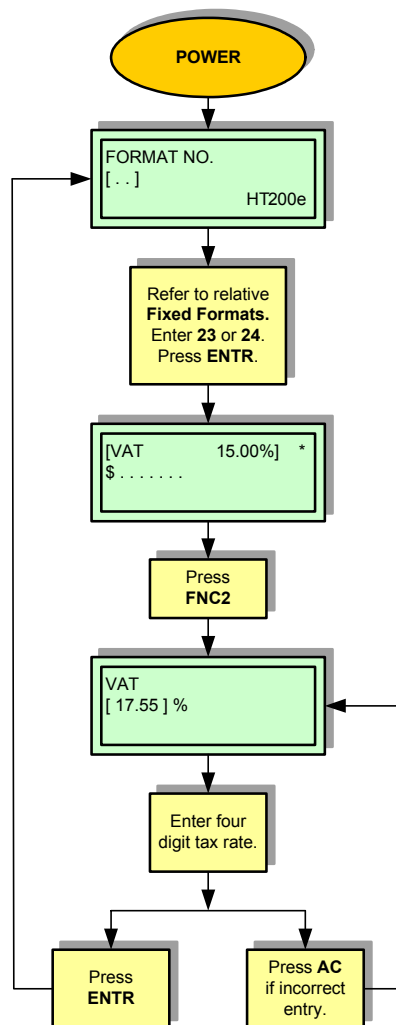 POWER
FORMAT NO.
[ . . ]
HT200e
Refer to relative
Fixed Formats.
Enter 23 or 24.
Press ENTR.
[VAT 15.00%] *
$ . . . . . . .
Press
FNC2
VAT
[ 17.55 ] %
Enter four
digit tax rate.
Press
ENTR
Press AC
if incorrect
entry.